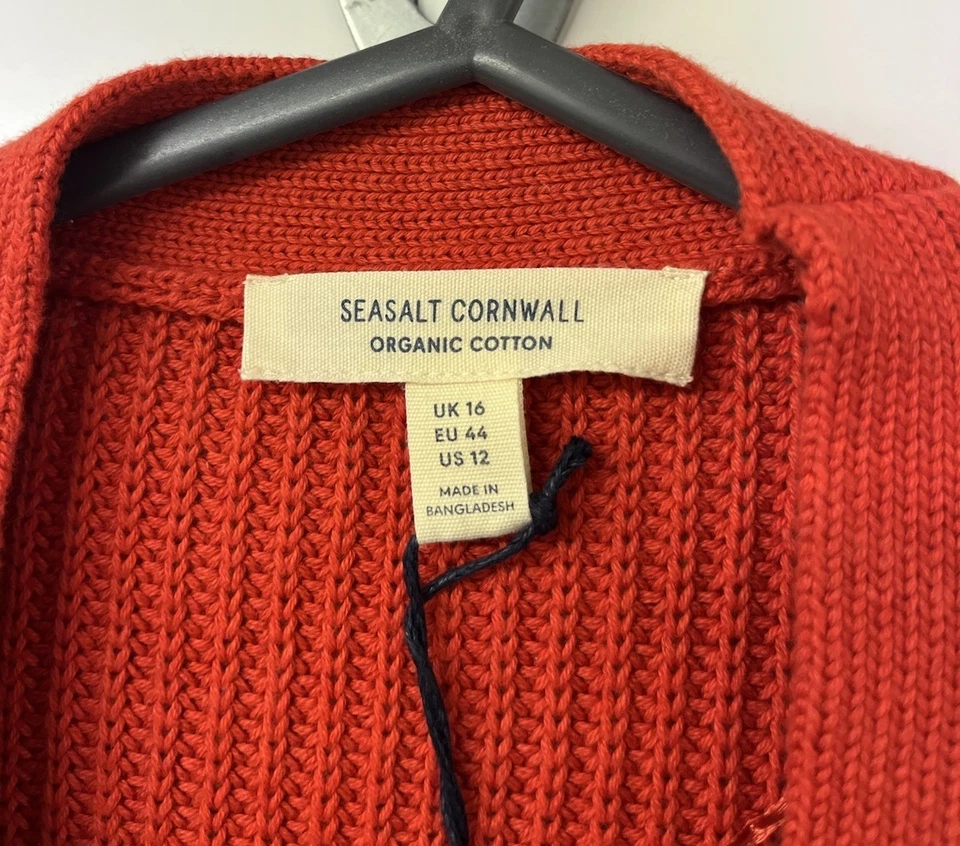 SEASALT CORNWALL
ORGANIC COTTON
UK 16
EU 44
US 12
MADE IN
BANGLADESH